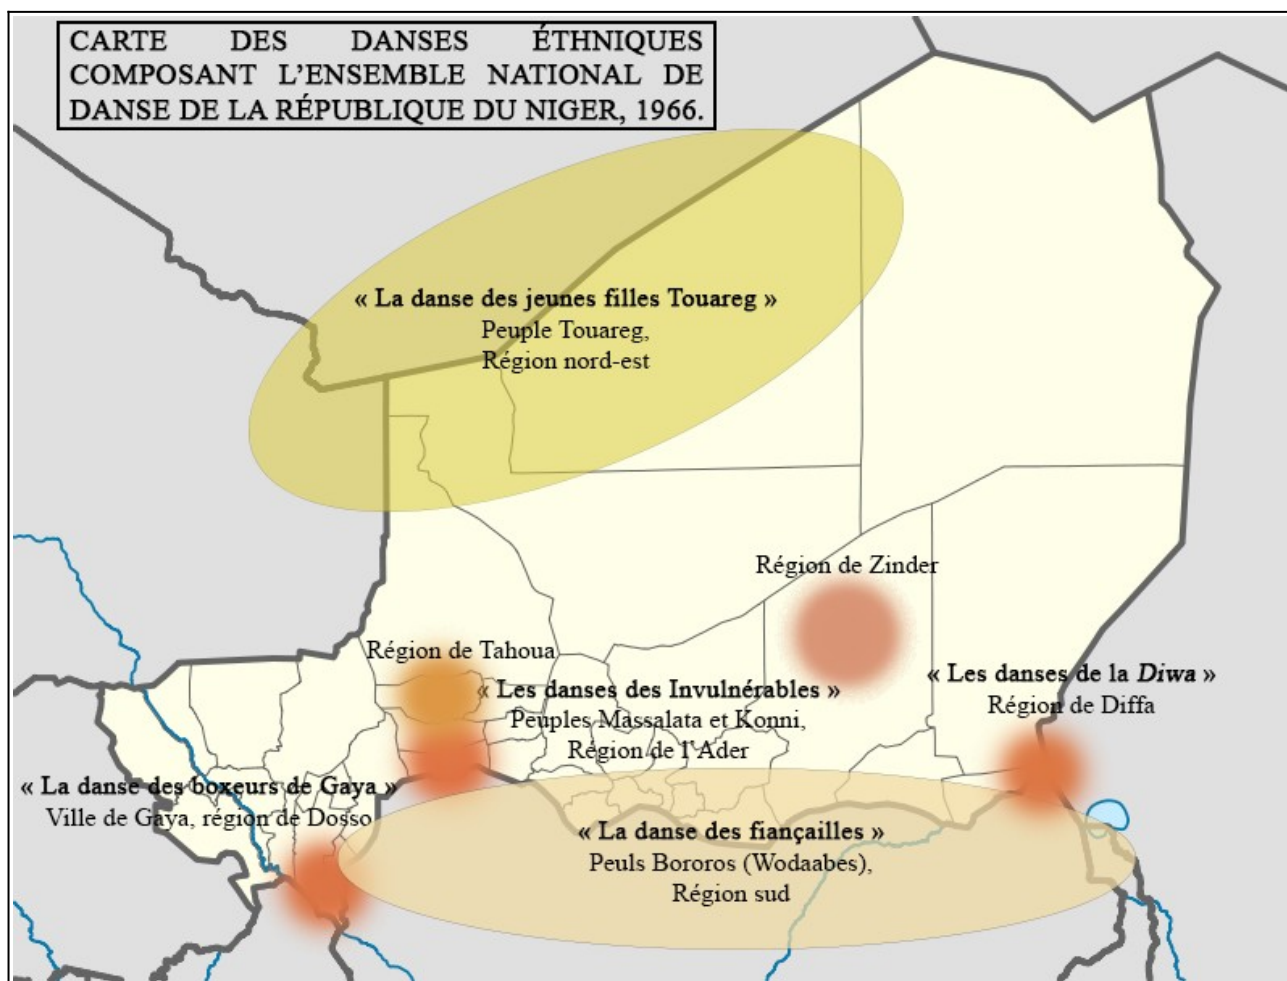 CARTE DES DANSES ÉTHNIQUES
COMPOSANT L'ENSEMBLE NATIONAL DE
DANSE DE LA RÉPUBLIQUE DU NIGER, 1966.
« La danse des jeunes filles Touareg »
Peuple Touareg,
Région nord-est
Région de Zinder
Région de Tahoua
« Les danses des Invulnérables »
Peuples Massalata et Konni,
Région de l'Ader
« Les danses de la Diwa »
Région de Diffa
« La danse des boxeurs de Gaya »
Ville de Gaya, région de Dosso
« La danse des fiançailles »
Peuls Bororos (Wodaabes),
Région sud